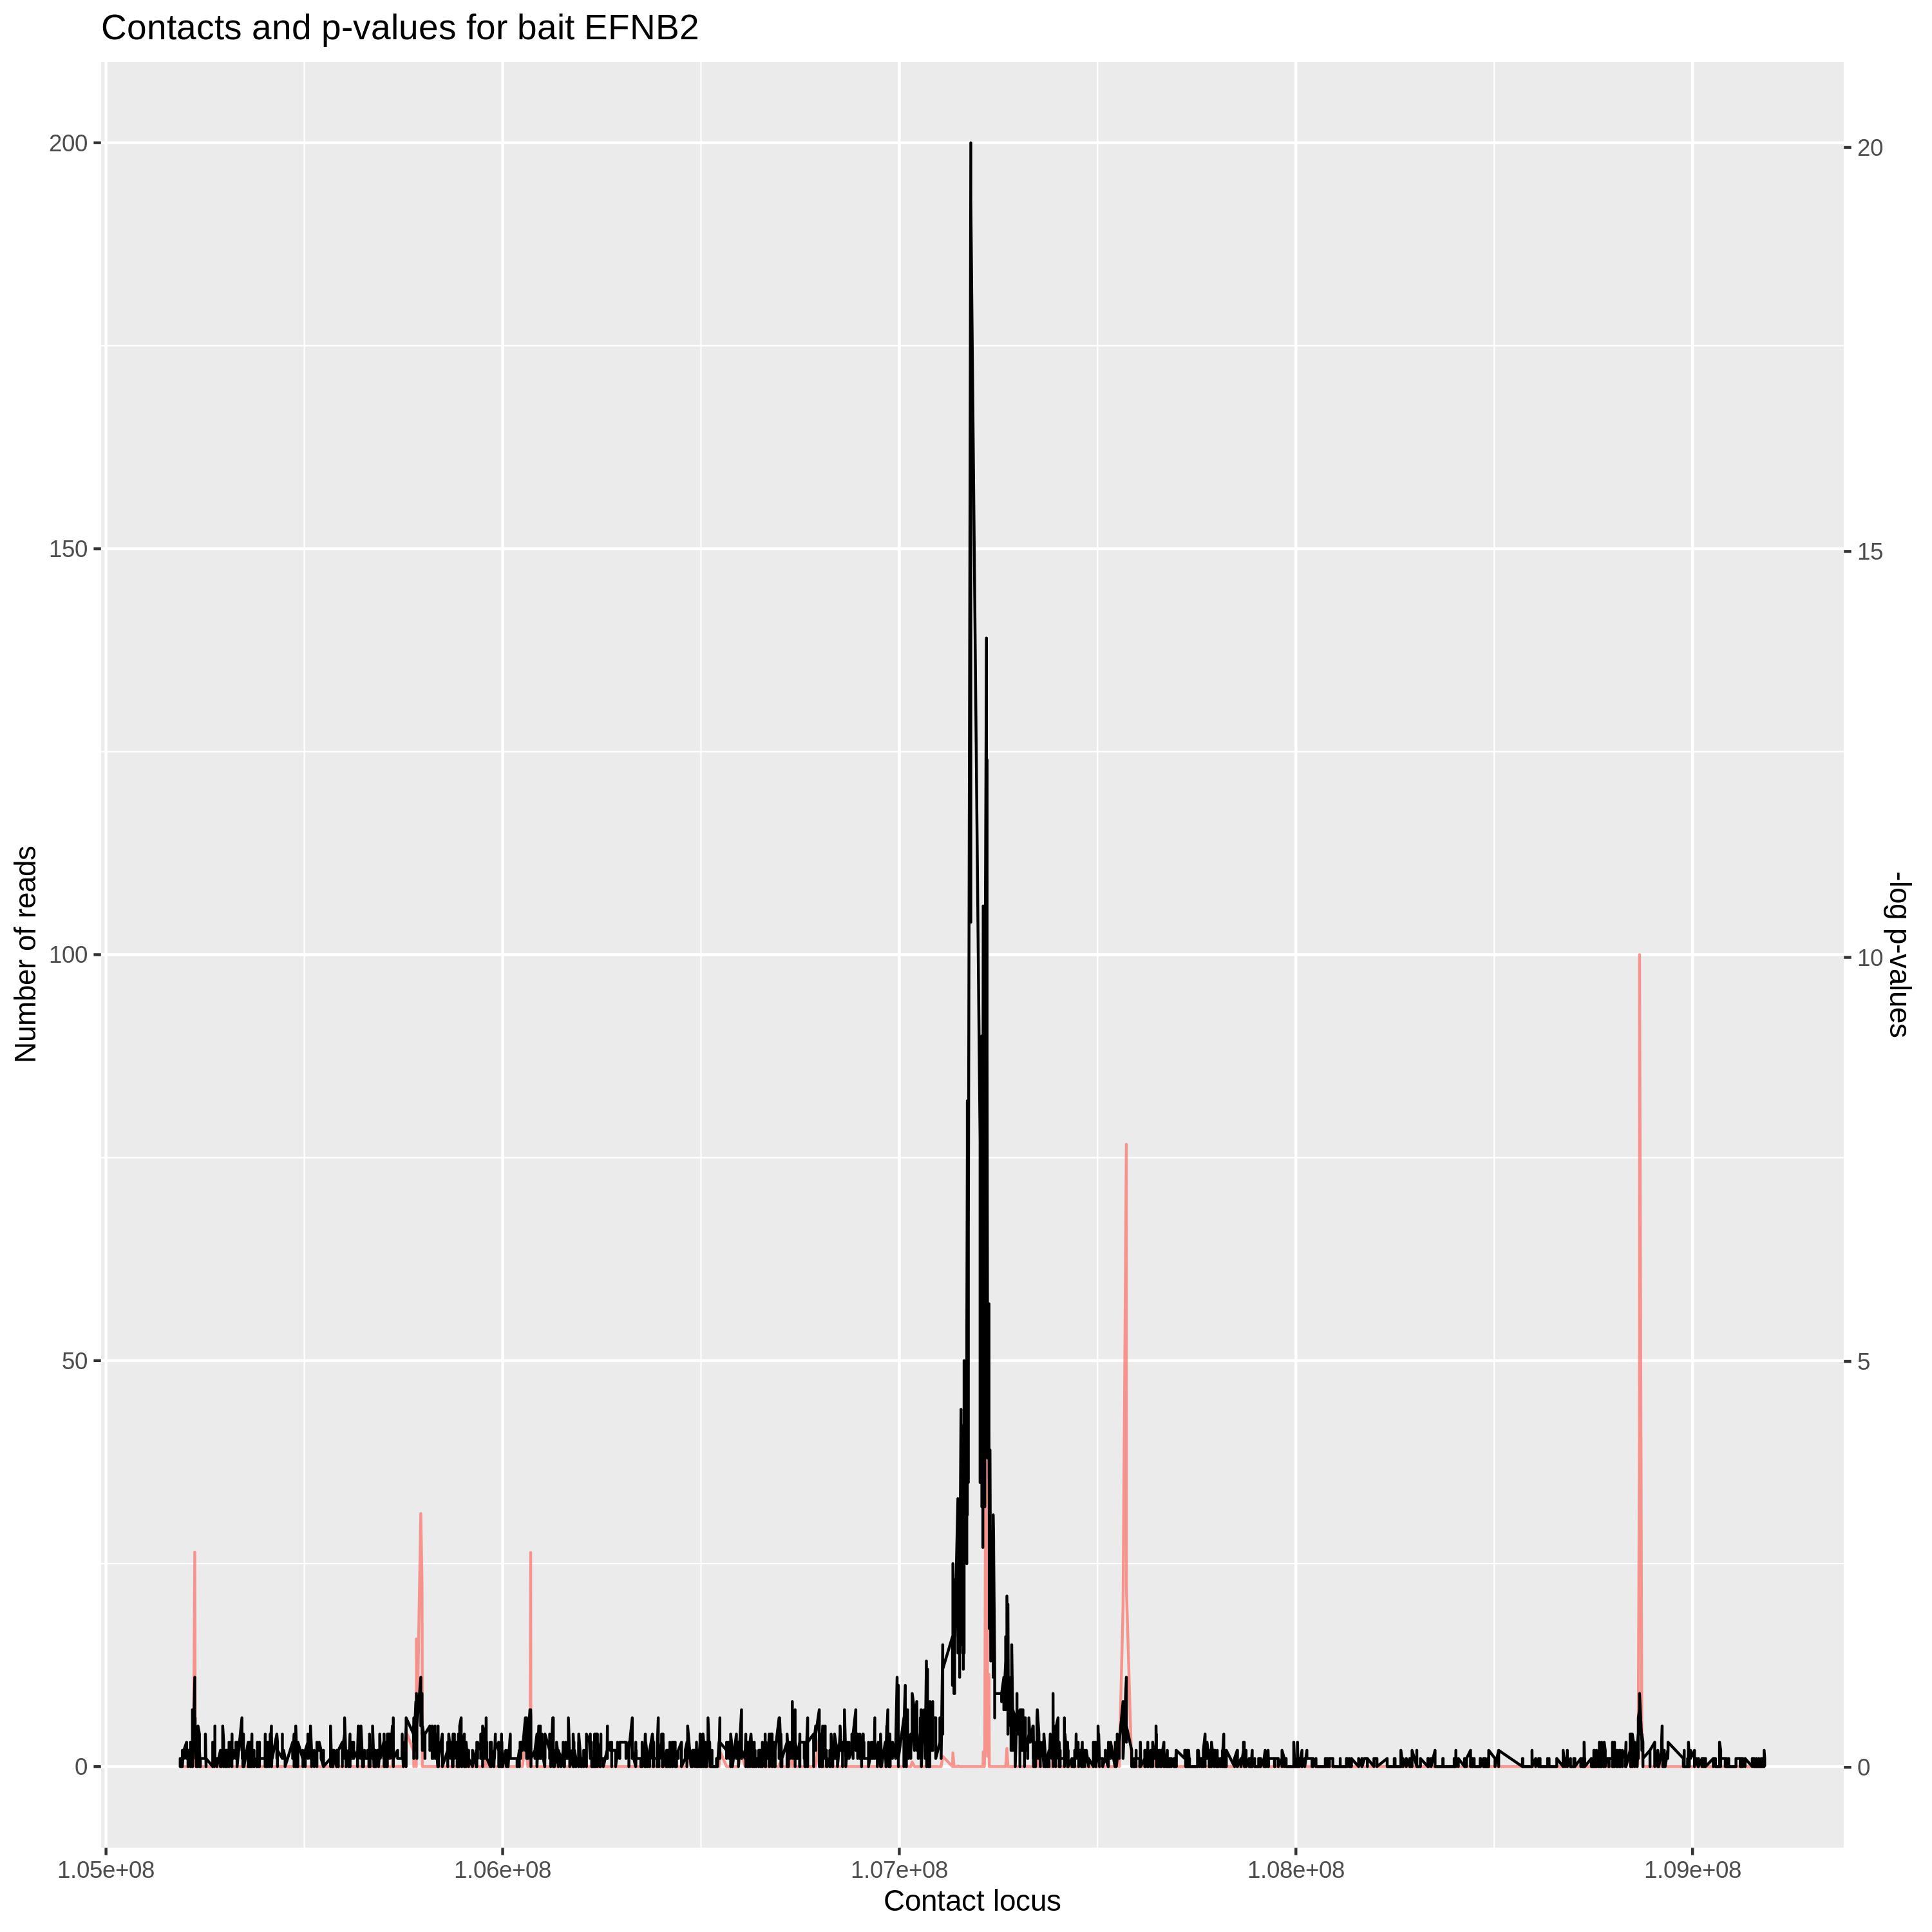 Contacts and p-values for bait EFNB2
200
150
100
50
0
Number of reads
20
15
10
5
0
-log p-values
1.05e+08
1.06e+08
1.07e+08
1.08e+08
1.09e+08
Contact locus